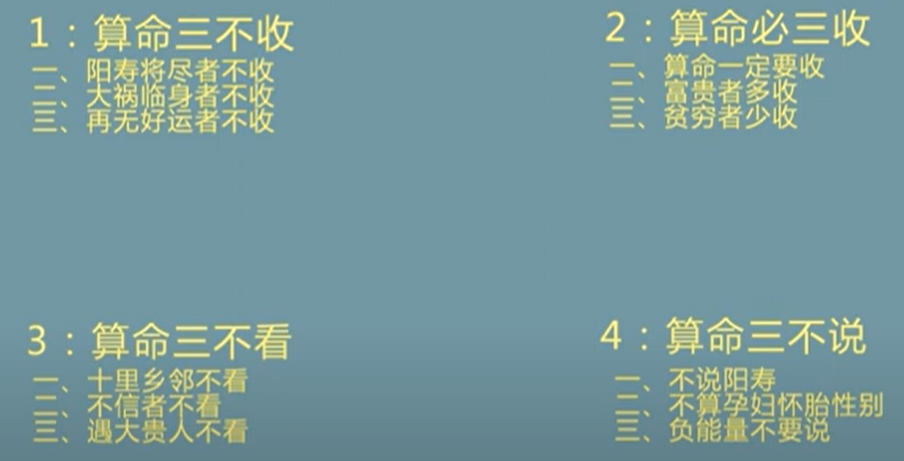 1：算命三不收
一、阳寿将尽者不收
二、大祸临身者不收
三、再无好运者不收
2：算命必三收
一、算命一定要收
二、富贵者多收
三、贫穷者少收
3：算命三不看
一、十里乡邻不看
二、不信者不看
三、遇大贵人不看
4：算命三不说
一、不说阳寿
二、不算孕妇怀胎性别
三、负能量不要说